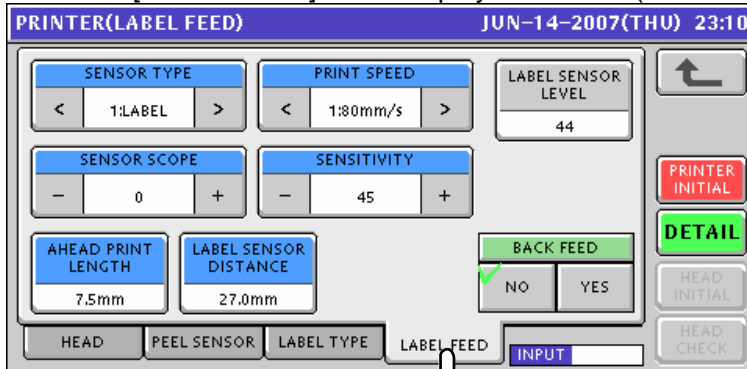 PRINTER(LABEL FEED) JUN-14-2007(THU) 23:10
SENSOR TYPE
< 1:LABEL >
PRINT SPEED
< 1:80mm/s >
LABEL SENSOR
LEVEL
44
SENSOR SCOPE
- 0 +
SENSITIVITY
- 45 +
PRINTER
INITIAL
AHEAD PRINT
LENGTH
7.5mm
LABEL SENSOR
DISTANCE
27.0mm
BACK FEED
NO YES
DETAIL
HEAD
INITIAL
HEAD
CHECK
HEAD PEEL SENSOR LABEL TYPE LABEL FEED INPUT